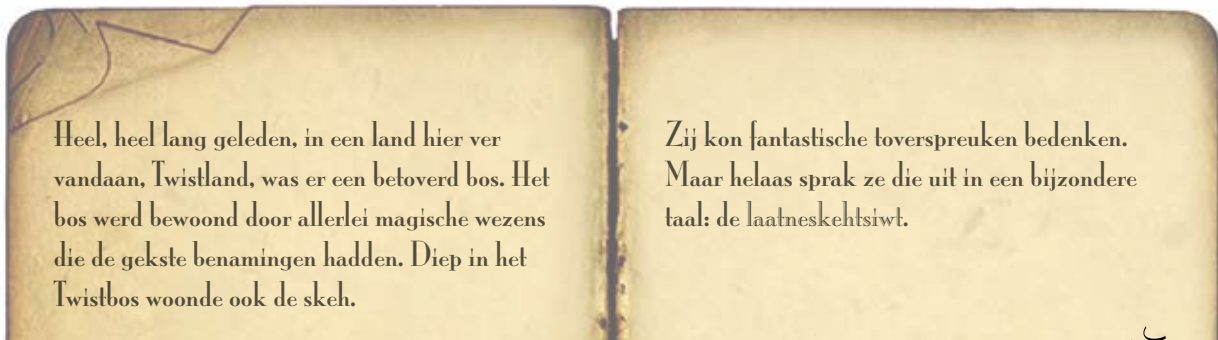 Heel, heel lang geleden, in een land hier ver
vandaan, Twistland, was er een betoverd bos. Het
bos werd bewoond door allerlei magische wezens
die de gekste benamingen hadden. Diep in het
Twistbos woonde ook de skeh.
Zij kon fantastische toverspreuken bedenken.
Maar helaas sprak ze die uit in een bijzondere
taal: de laatneskehtsiwt.